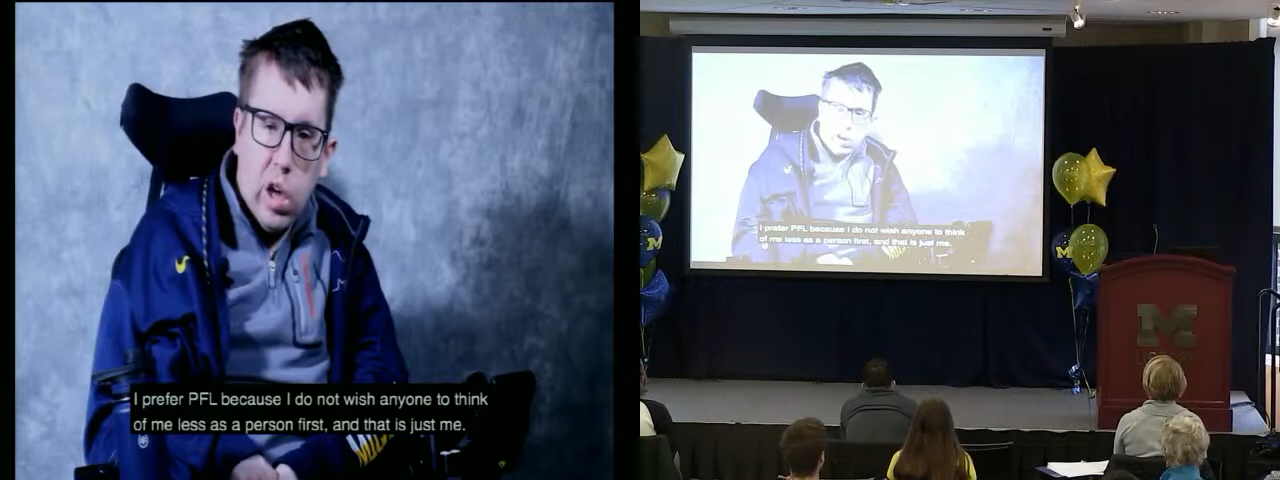 I prefer PFL because I do not wish anyone to think
of me less as a person first, and that is just me.
I prefer PFL because I do not wish anyone to think
of me less as a person first, and that is just me.
M
M
M